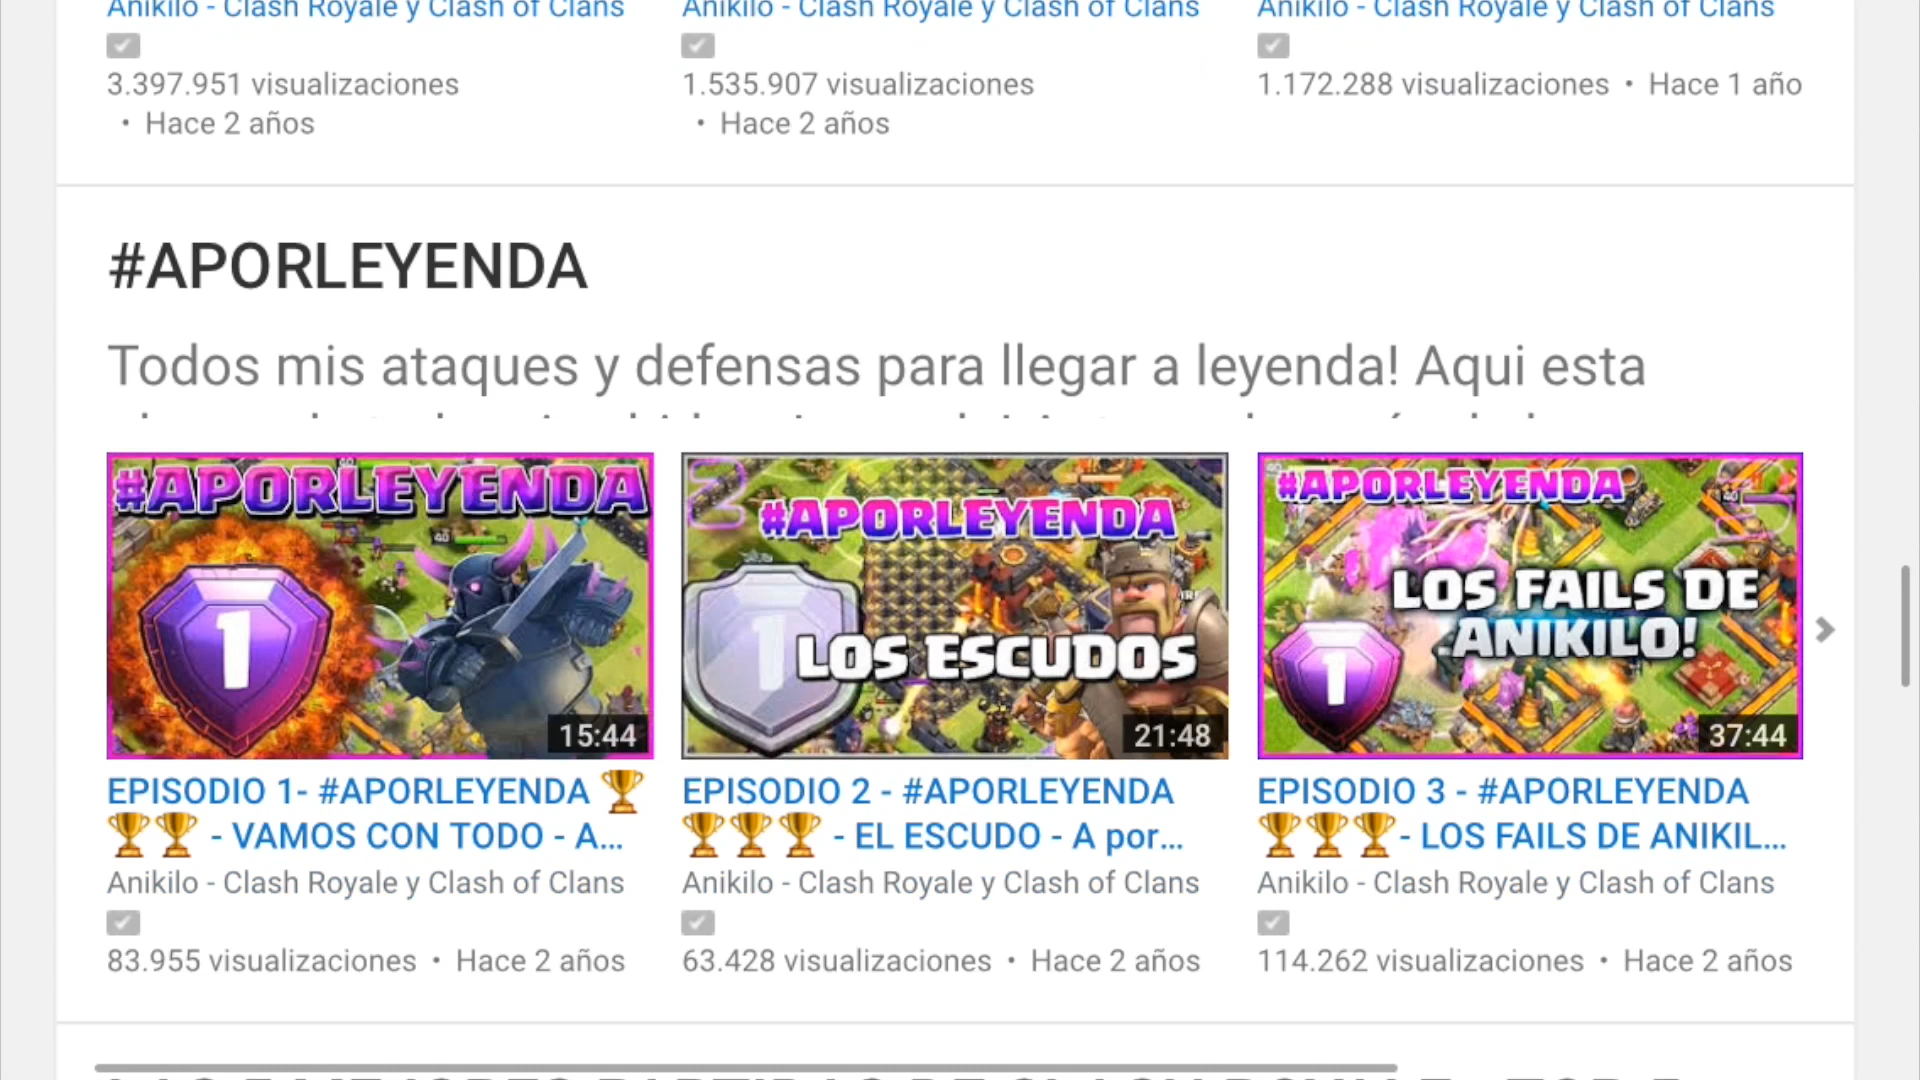 Anikilo - Clash Royale y Clash of Clans
3.397.951 visualizaciones
• Hace 2 años
Anikilo - Clash Royale y Clash of Clans
1.535.907 visualizaciones
• Hace 2 años
Anikilo - Clash Royale y Clash of Clans
1.172.288 visualizaciones • Hace 1 año
#APORLEYENDA
Todos mis ataques y defensas para llegar a leyenda! Aqui esta
#APORLEYENDA
40
1
15:44
EPISODIO 1- #APORLEYENDA 🏆
🏆🏆 - VAMOS CON TODO - A...
Anikilo - Clash Royale y Clash of Clans
83.955 visualizaciones • Hace 2 años
2
#APORLEYENDA
1
LOS ESCUDOS
21:48
EPISODIO 2 - #APORLEYENDA
🏆🏆🏆 - EL ESCUDO - A por...
Anikilo - Clash Royale y Clash of Clans
63.428 visualizaciones • Hace 2 años
#APORLEYENDA
40
LOS FAILS DE
ANIKILO!
1
37:44
EPISODIO 3 - #APORLEYENDA
🏆🏆🏆- LOS FAILS DE ANIKIL...
Anikilo - Clash Royale y Clash of Clans
114.262 visualizaciones • Hace 2 años